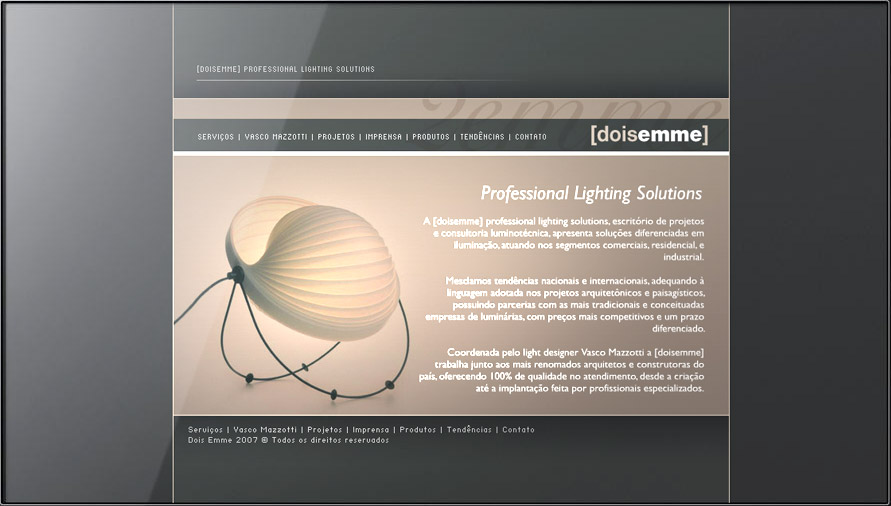 [DOISEMME] PROFESSIONAL LIGHTING SOLUTIONS
2emme
SERVIÇOS | VASCO MAZZOTTI | PROJETOS | IMPRENSA | PRODUTOS | TENDÊNCIAS | CONTATO
[doisemme]
Professional Lighting Solutions
A [doisemme] professional lighting solutions, escritório de projetos
e consultoria luminotécnica, apresenta soluções diferenciadas em
iluminação, atuando nos segmentos comerciais, residencial, e
industrial.
Mesclamos tendências nacionais e internacionais, adequando à
linguagem adotada nos projetos arquitetônicos e paisagísticos,
possuindo parcerias com as mais tradicionais e conceituadas
empresas de luminárias, com preços mais competitivos e um prazo
diferenciado.
Coordenada pelo light designer Vasco Mazzotti a [doisemme]
trabalha junto aos mais renomados arquitetos e construtoras do
país, oferecendo 100% de qualidade no atendimento, desde a criação
até a implantação feita por profissionais especializados.
Serviços | Vasco Mazzotti | Projetos | Imprensa | Produtos | Tendências | Contato
Dois Emme 2007 ® Todos os direitos reservados